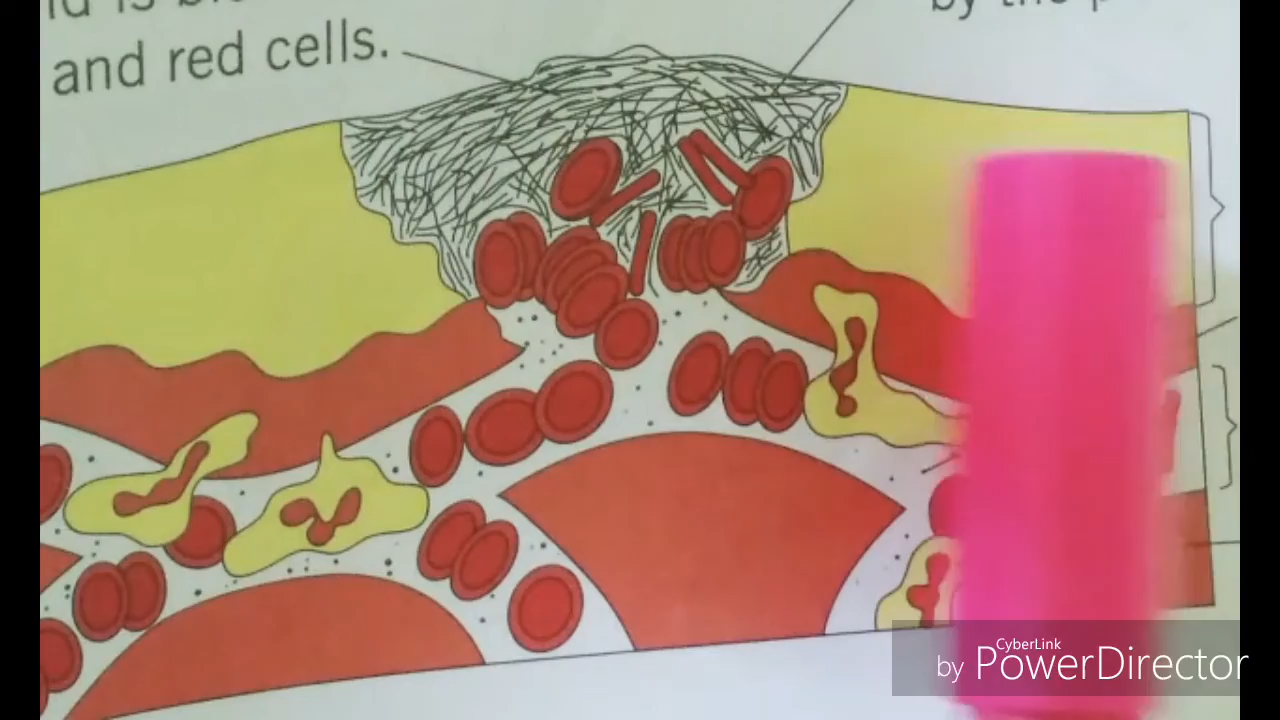 and red cells.
by the
CyberLink
by PowerDirector